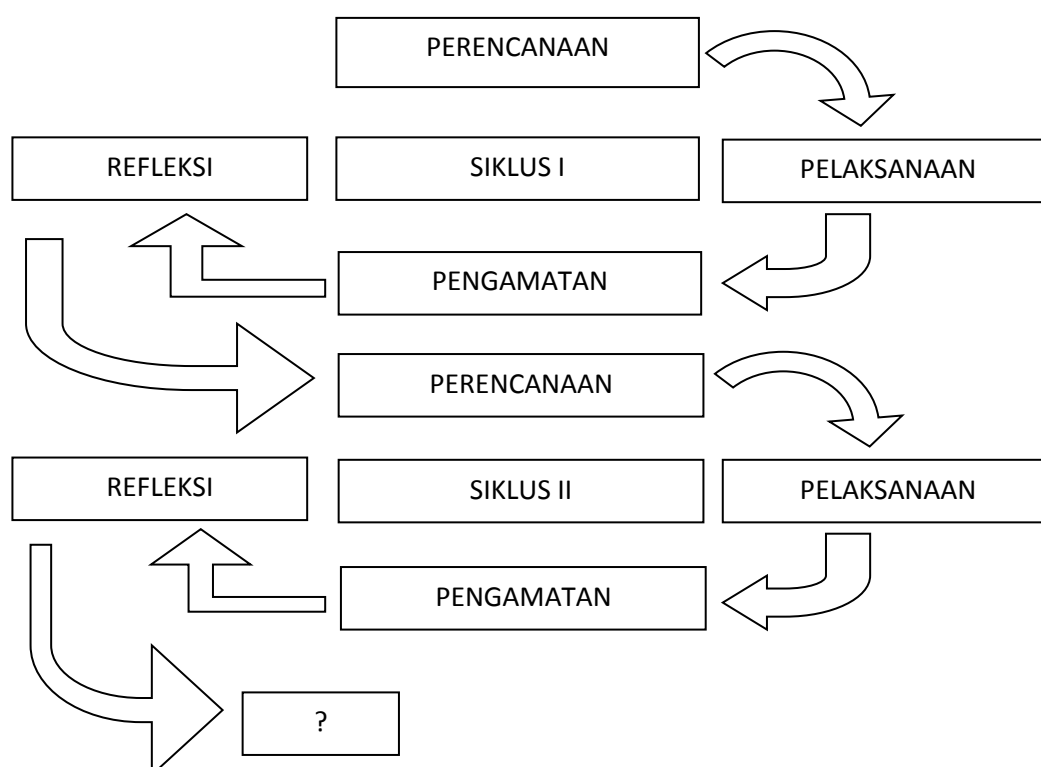 PERENCANAAN
REFLEKSI
SIKLUS I
PELAKSANAAN
PENGAMATAN
PERENCANAAN
REFLEKSI
SIKLUS II
PELAKSANAAN
PENGAMATAN
?